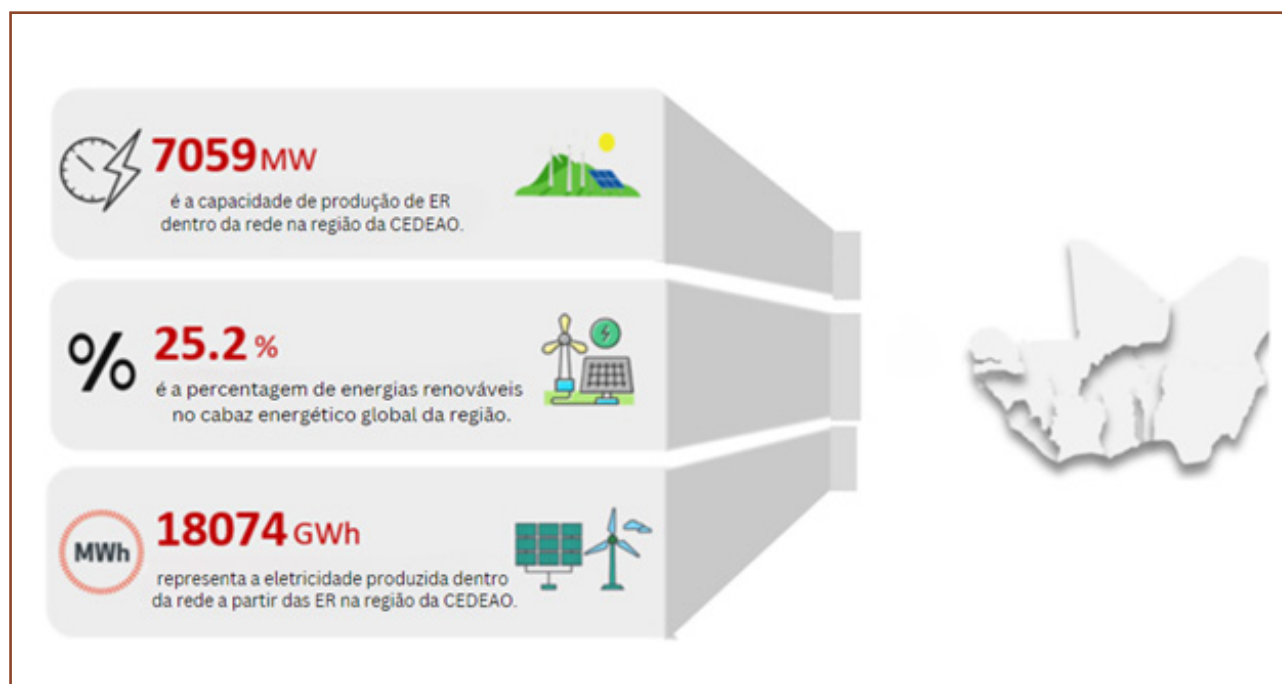 7059 MW
é a capacidade de produção de ER
dentro da rede na região da CEDEAO.
%
25.2 %
é a percentagem de energias renováveis
no cabaz energético global da região.
MWh
18074 GWh
representa a eletricidade produzida dentro
da rede a partir das ER na região da CEDEAO.